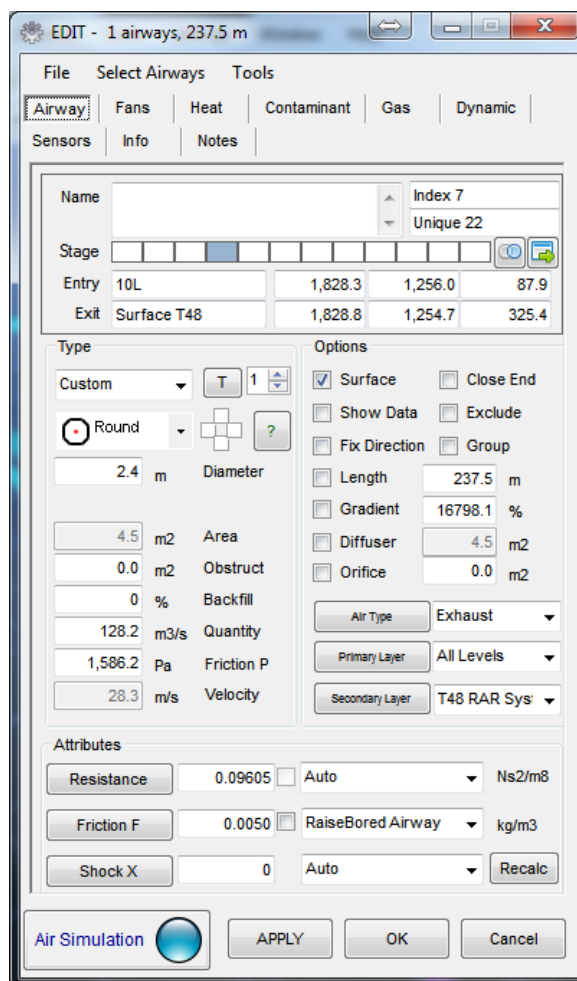 EDIT - 1 airways, 237.5 m
File Select Airways Tools
Airway Fans Heat Contaminant Gas Dynamic
Sensors Info Notes
Name Index 7
Unique 22
Stage
Entry 10L 1,828.3 1,256.0 87.9
Exit Surface T48 1,828.8 1,254.7 325.4
Type
Custom T 1
Round ?
2.4 m Diameter
4.5 m2 Area
0.0 m2 Obstruct
0 % Backfill
128.2 m3/s Quantity
1,586.2 Pa Friction P
28.3 m/s Velocity
Options
Surface Close End
Show Data Exclude
Fix Direction Group
Length 237.5 m
Gradient 16798.1 %
Diffuser 4.5 m2
Orifice 0.0 m2
Air Type Exhaust
Primary Layer All Levels
Secondary Layer T48 RAR Sys
Attributes
Resistance 0.09605 Auto Ns2/m8
Friction F 0.0050 RaiseBored Airway kg/m3
Shock X 0 Auto Recalc
Air Simulation APPLY OK Cancel